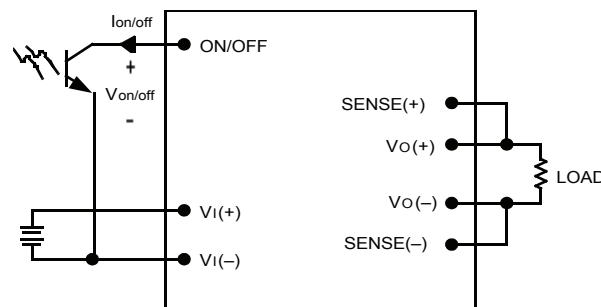 Ion/off
ON/OFF
+
Von/off
-
SENSE(+)
VO(+)
LOAD
VO(–)
VI(+)
SENSE(–)
VI(–)